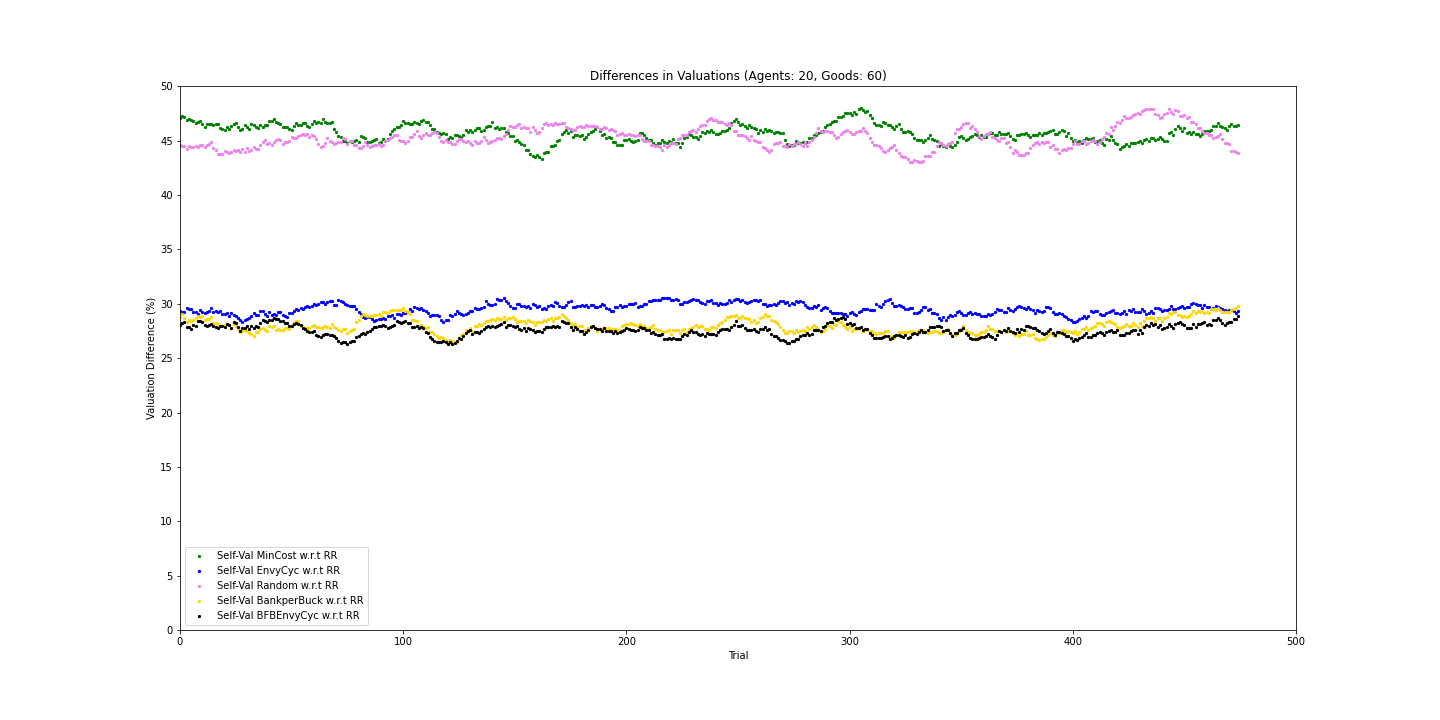 Differences in Valuations (Agents: 20, Goods: 60)
50
45
40
35
30
25
20
15
10
5
0
Valuation Difference (%)
Self-Val MinCost w.r.t RR
Self-Val EnvyCyc w.r.t RR
Self-Val Random w.r.t RR
Self-Val BankperBuck w.r.t RR
Self-Val BFBEnvyCyc w.r.t RR
0 100 200 300 400 500
Trial